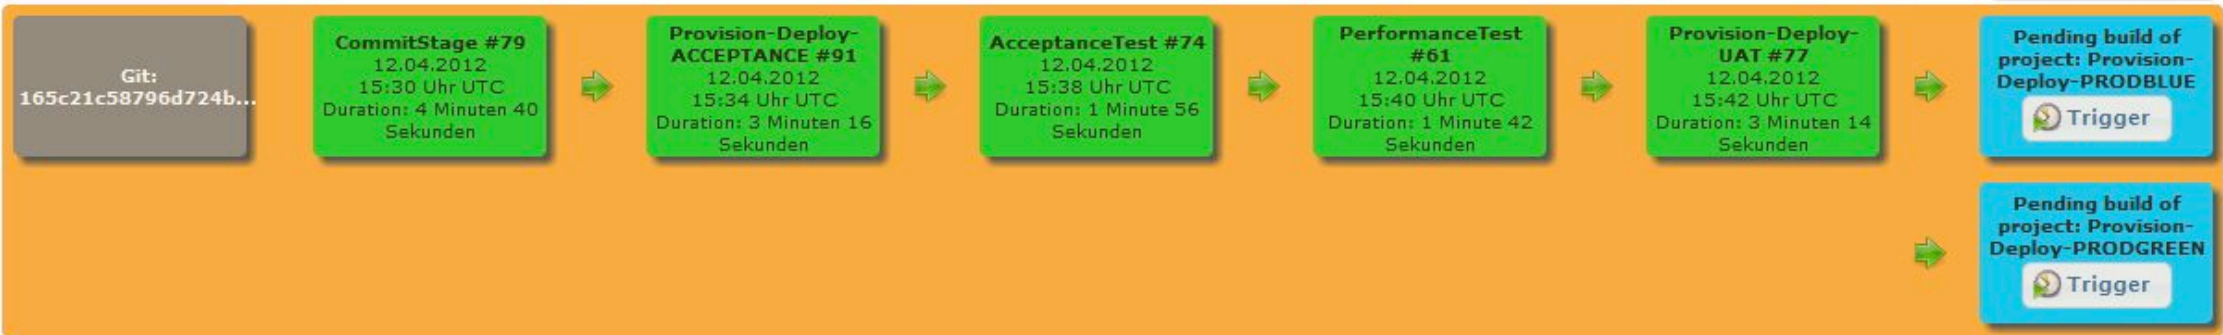 Git:
165c21c58796d724b...
CommitStage #79
12.04.2012
15:30 Uhr UTC
Duration: 4 Minuten 40
Sekunden
Provision-Deploy-
ACCEPTANCE #91
12.04.2012
15:34 Uhr UTC
Duration: 3 Minuten 16
Sekunden
AcceptanceTest #74
12.04.2012
15:38 Uhr UTC
Duration: 1 Minute 56
Sekunden
PerformanceTest
#61
12.04.2012
15:40 Uhr UTC
Duration: 1 Minute 42
Sekunden
Provision-Deploy-
UAT #77
12.04.2012
15:42 Uhr UTC
Duration: 3 Minuten 14
Sekunden
Pending build of
project: Provision-
Deploy-PRODBLUE
Trigger
Pending build of
project: Provision-
Deploy-PRODGREEN
Trigger